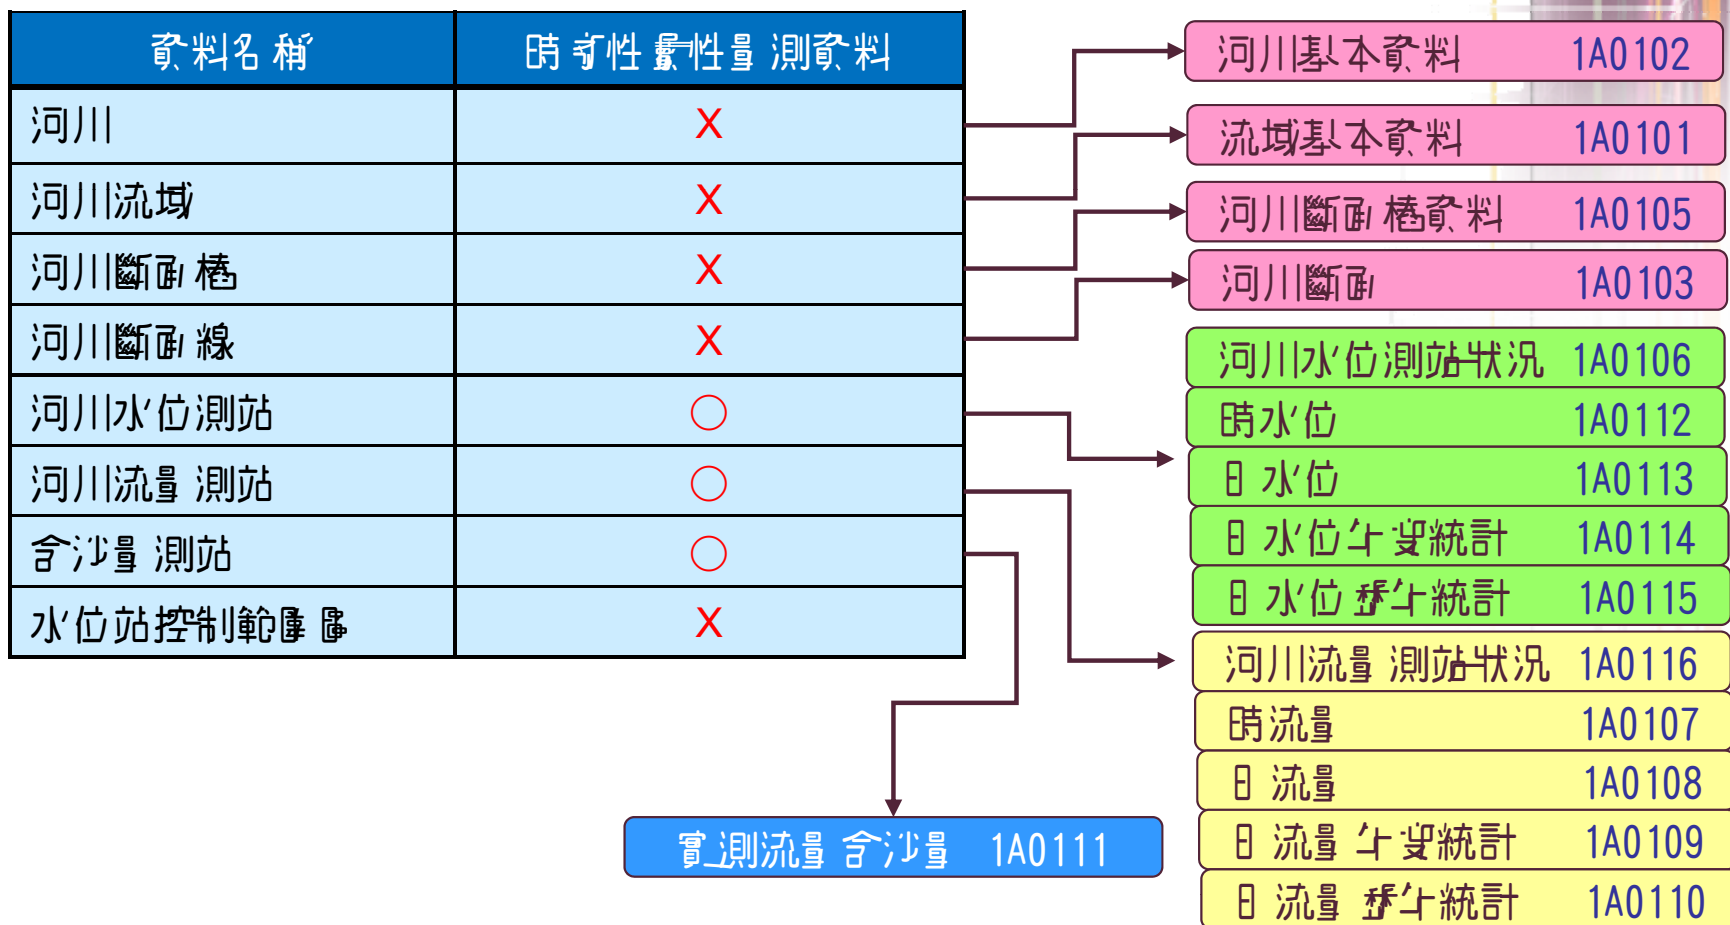 資料名稱 時變性屬性量測資料
河川 X
河川流域 X
河川斷面樁 X
河川斷面線 X
河川水位測站 ○
河川流量測站 ○
含沙量測站 ○
水位站控制範圍圖 X
河川基本資料 1A0102
流域基本資料 1A0101
河川斷面樁資料 1A0105
河川斷面 1A0103
河川水位測站狀況 1A0106
時水位 1A0112
日水位 1A0113
日水位年度統計 1A0114
日水位歷年統計 1A0115
河川流量測站狀況 1A0116
時流量 1A0107
日流量 1A0108
日流量年度統計 1A0109
日流量歷年統計 1A0110
實測流量含沙量 1A0111